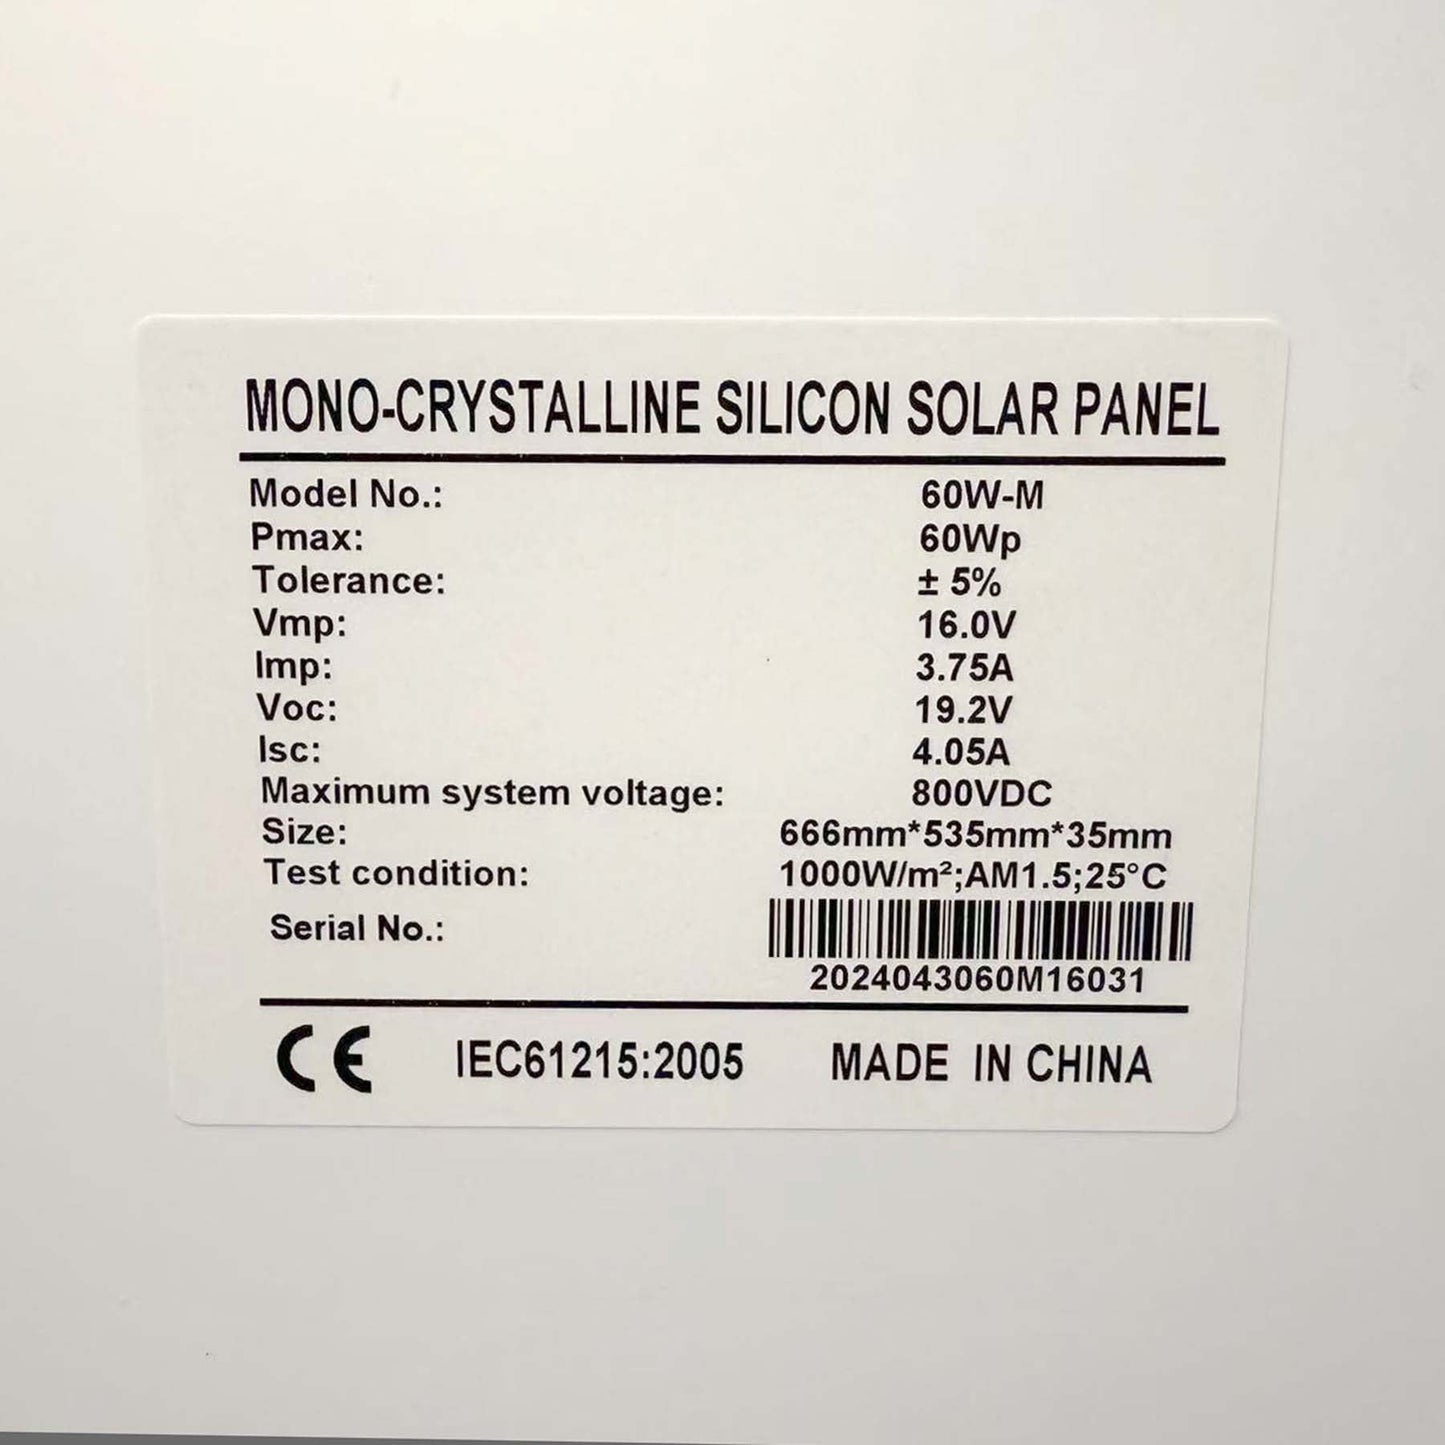 MONO-CRYSTALLINE SILICON SOLAR PANEL
Model No.: 60W-M
Pmax: 60Wp
Tolerance: ± 5%
Vmp: 16.0V
Imp: 3.75A
Voc: 19.2V
Isc: 4.05A
Maximum system voltage: 800VDC
Size: 666mm*535mm*35mm
Test condition: 1000W/m²;AM1.5;25°C
Serial No.:
2024043060M16031
CE IEC61215:2005 MADE IN CHINA